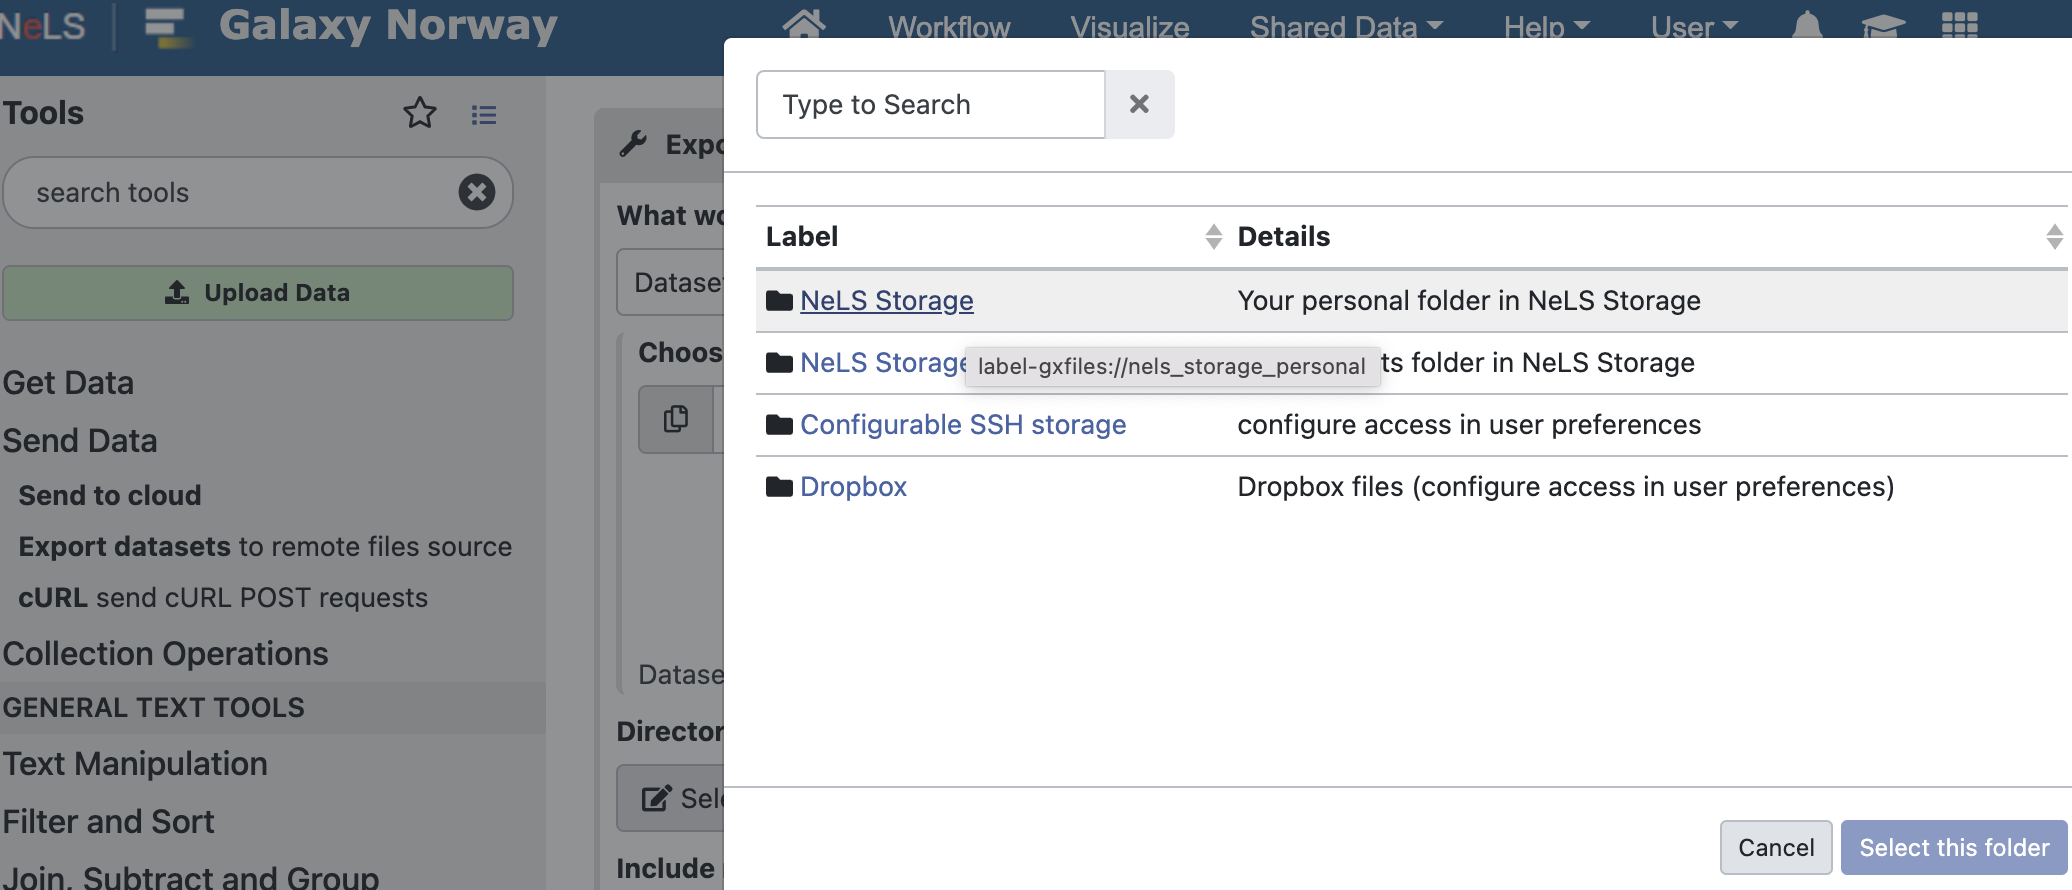 NeLS
Galaxy Norway
Workflow
Visualize
Shared Data
Help
User
Tools
search tools
Upload Data
Get Data
Send Data
Send to cloud
Export datasets to remote files source
cURL send cURL POST requests
Collection Operations
GENERAL TEXT TOOLS
Text Manipulation
Filter and Sort
Join, Subtract and Group
Expo
What wo
Datase
Choos
Datase
Director
Sele
Include
Type to Search
Label Details
NeLS Storage Your personal folder in NeLS Storage
NeLS Storage ts folder in NeLS Storage
label-gxfiles://nels_storage_personal
Configurable SSH storage configure access in user preferences
Dropbox Dropbox files (configure access in user preferences)
Cancel
Select this folder